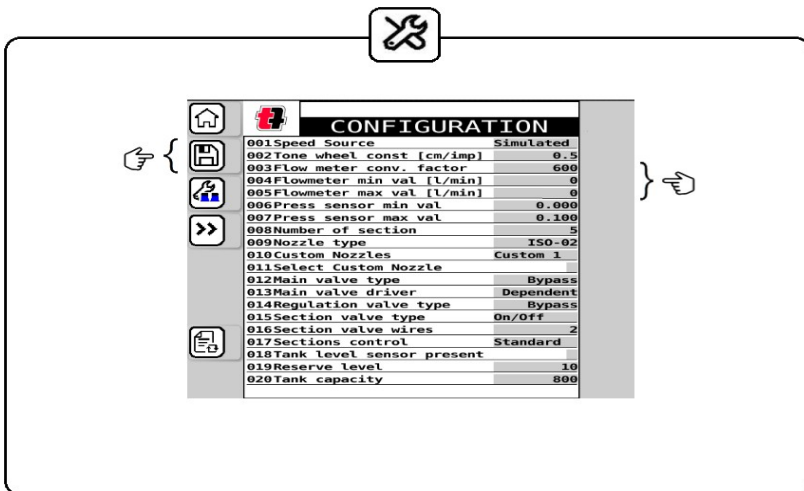 CONFIGURATION
001Speed Source Simulated
002Tone wheel const [cm/imp] 0.5
003Flow meter conv. factor 600
004Flowmeter min val [l/min] 0
005Flowmeter max val [l/min] 0
006Press sensor min val 0.000
007Press sensor max val 0.100
008Number of section 5
009Nozzle type ISO-02
010Custom Nozzles Custom 1
011Select Custom Nozzle
012Main valve type Bypass
013Main valve driver Dependent
014Regulation valve type Bypass
015Section valve type On/Off
016Section valve wires 2
017Sections control Standard
018Tank level sensor present
019Reserve level 10
020Tank capacity 800